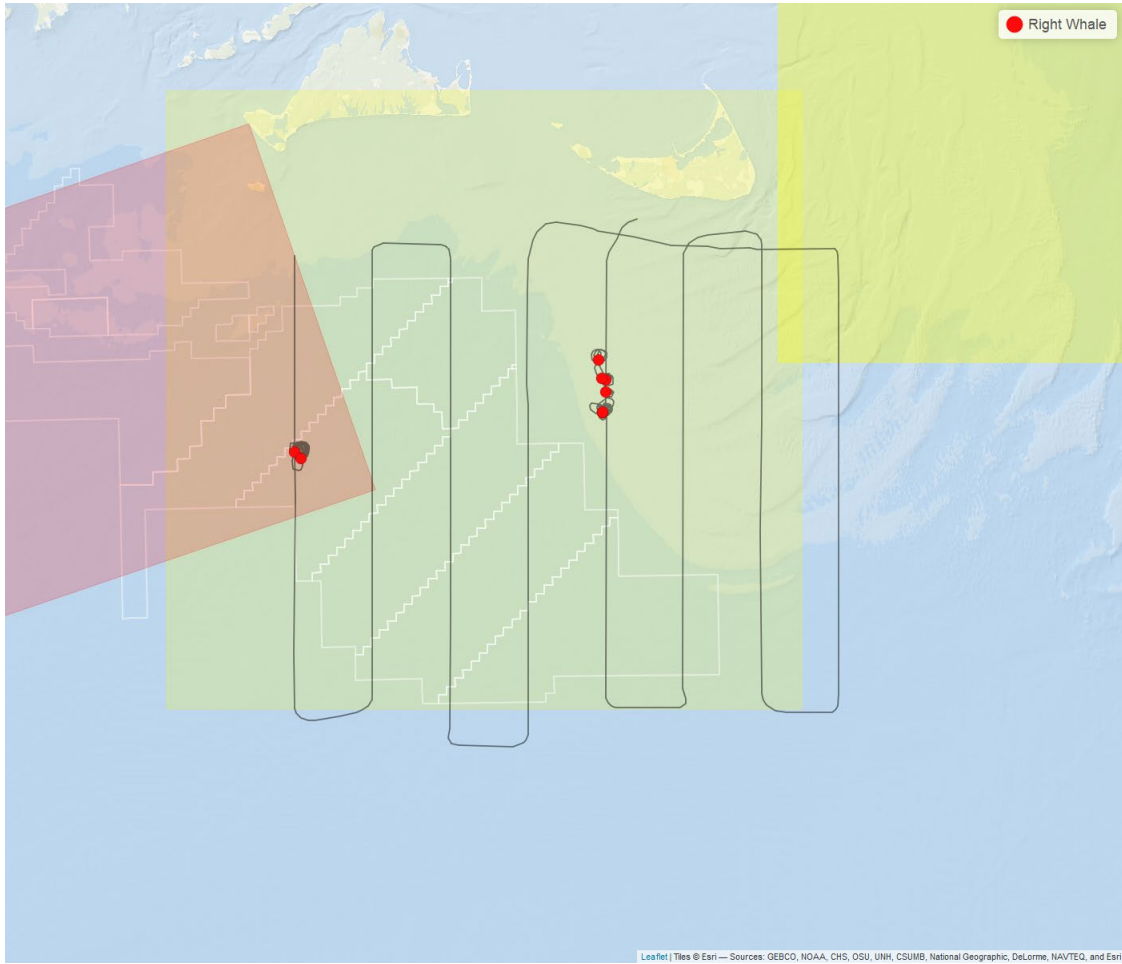 Right Whale
Leaflet | Tiles © Esri — Sources: GEBCO, NOAA, CHS, OSU, UNH, CSUMB, National Geographic, DeLorme, NAVTEQ, and Esri